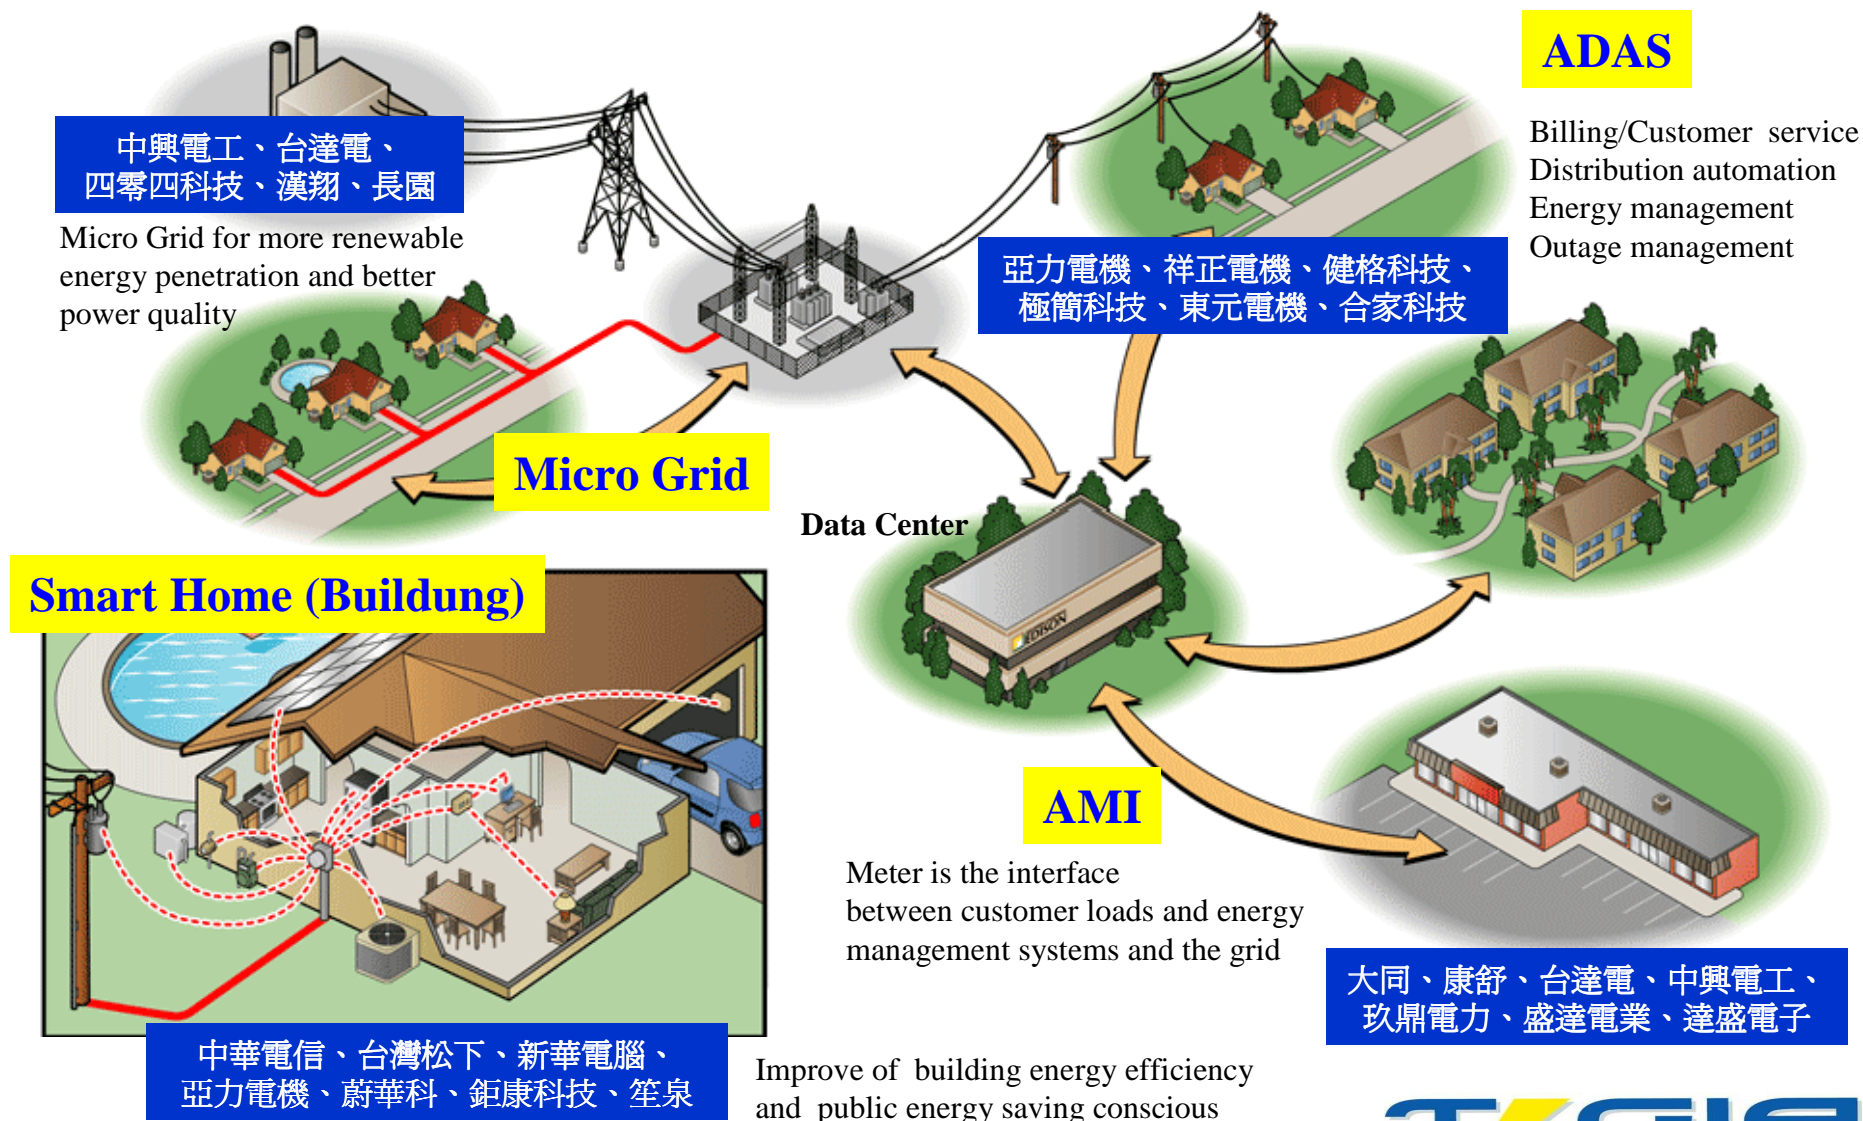 ADAS
Billing/Customer service
Distribution automation
Energy management
Outage management
中興電工、台達電、
四零四科技、漢翔、長園
Micro Grid for more renewable
energy penetration and better
power quality
亞力電機、祥正電機、健格科技、
極簡科技、東元電機、合家科技
Micro Grid
Data Center
EDISON
Smart Home (Buildung)
AMI
Meter is the interface
between customer loads and energy
management systems and the grid
大同、康舒、台達電、中興電工、
玖鼎電力、盛達電業、達盛電子
中華電信、台灣松下、新華電腦、
亞力電機、蔚華科、鉅康科技、笙泉
Improve of building energy efficiency
and public energy saving conscious